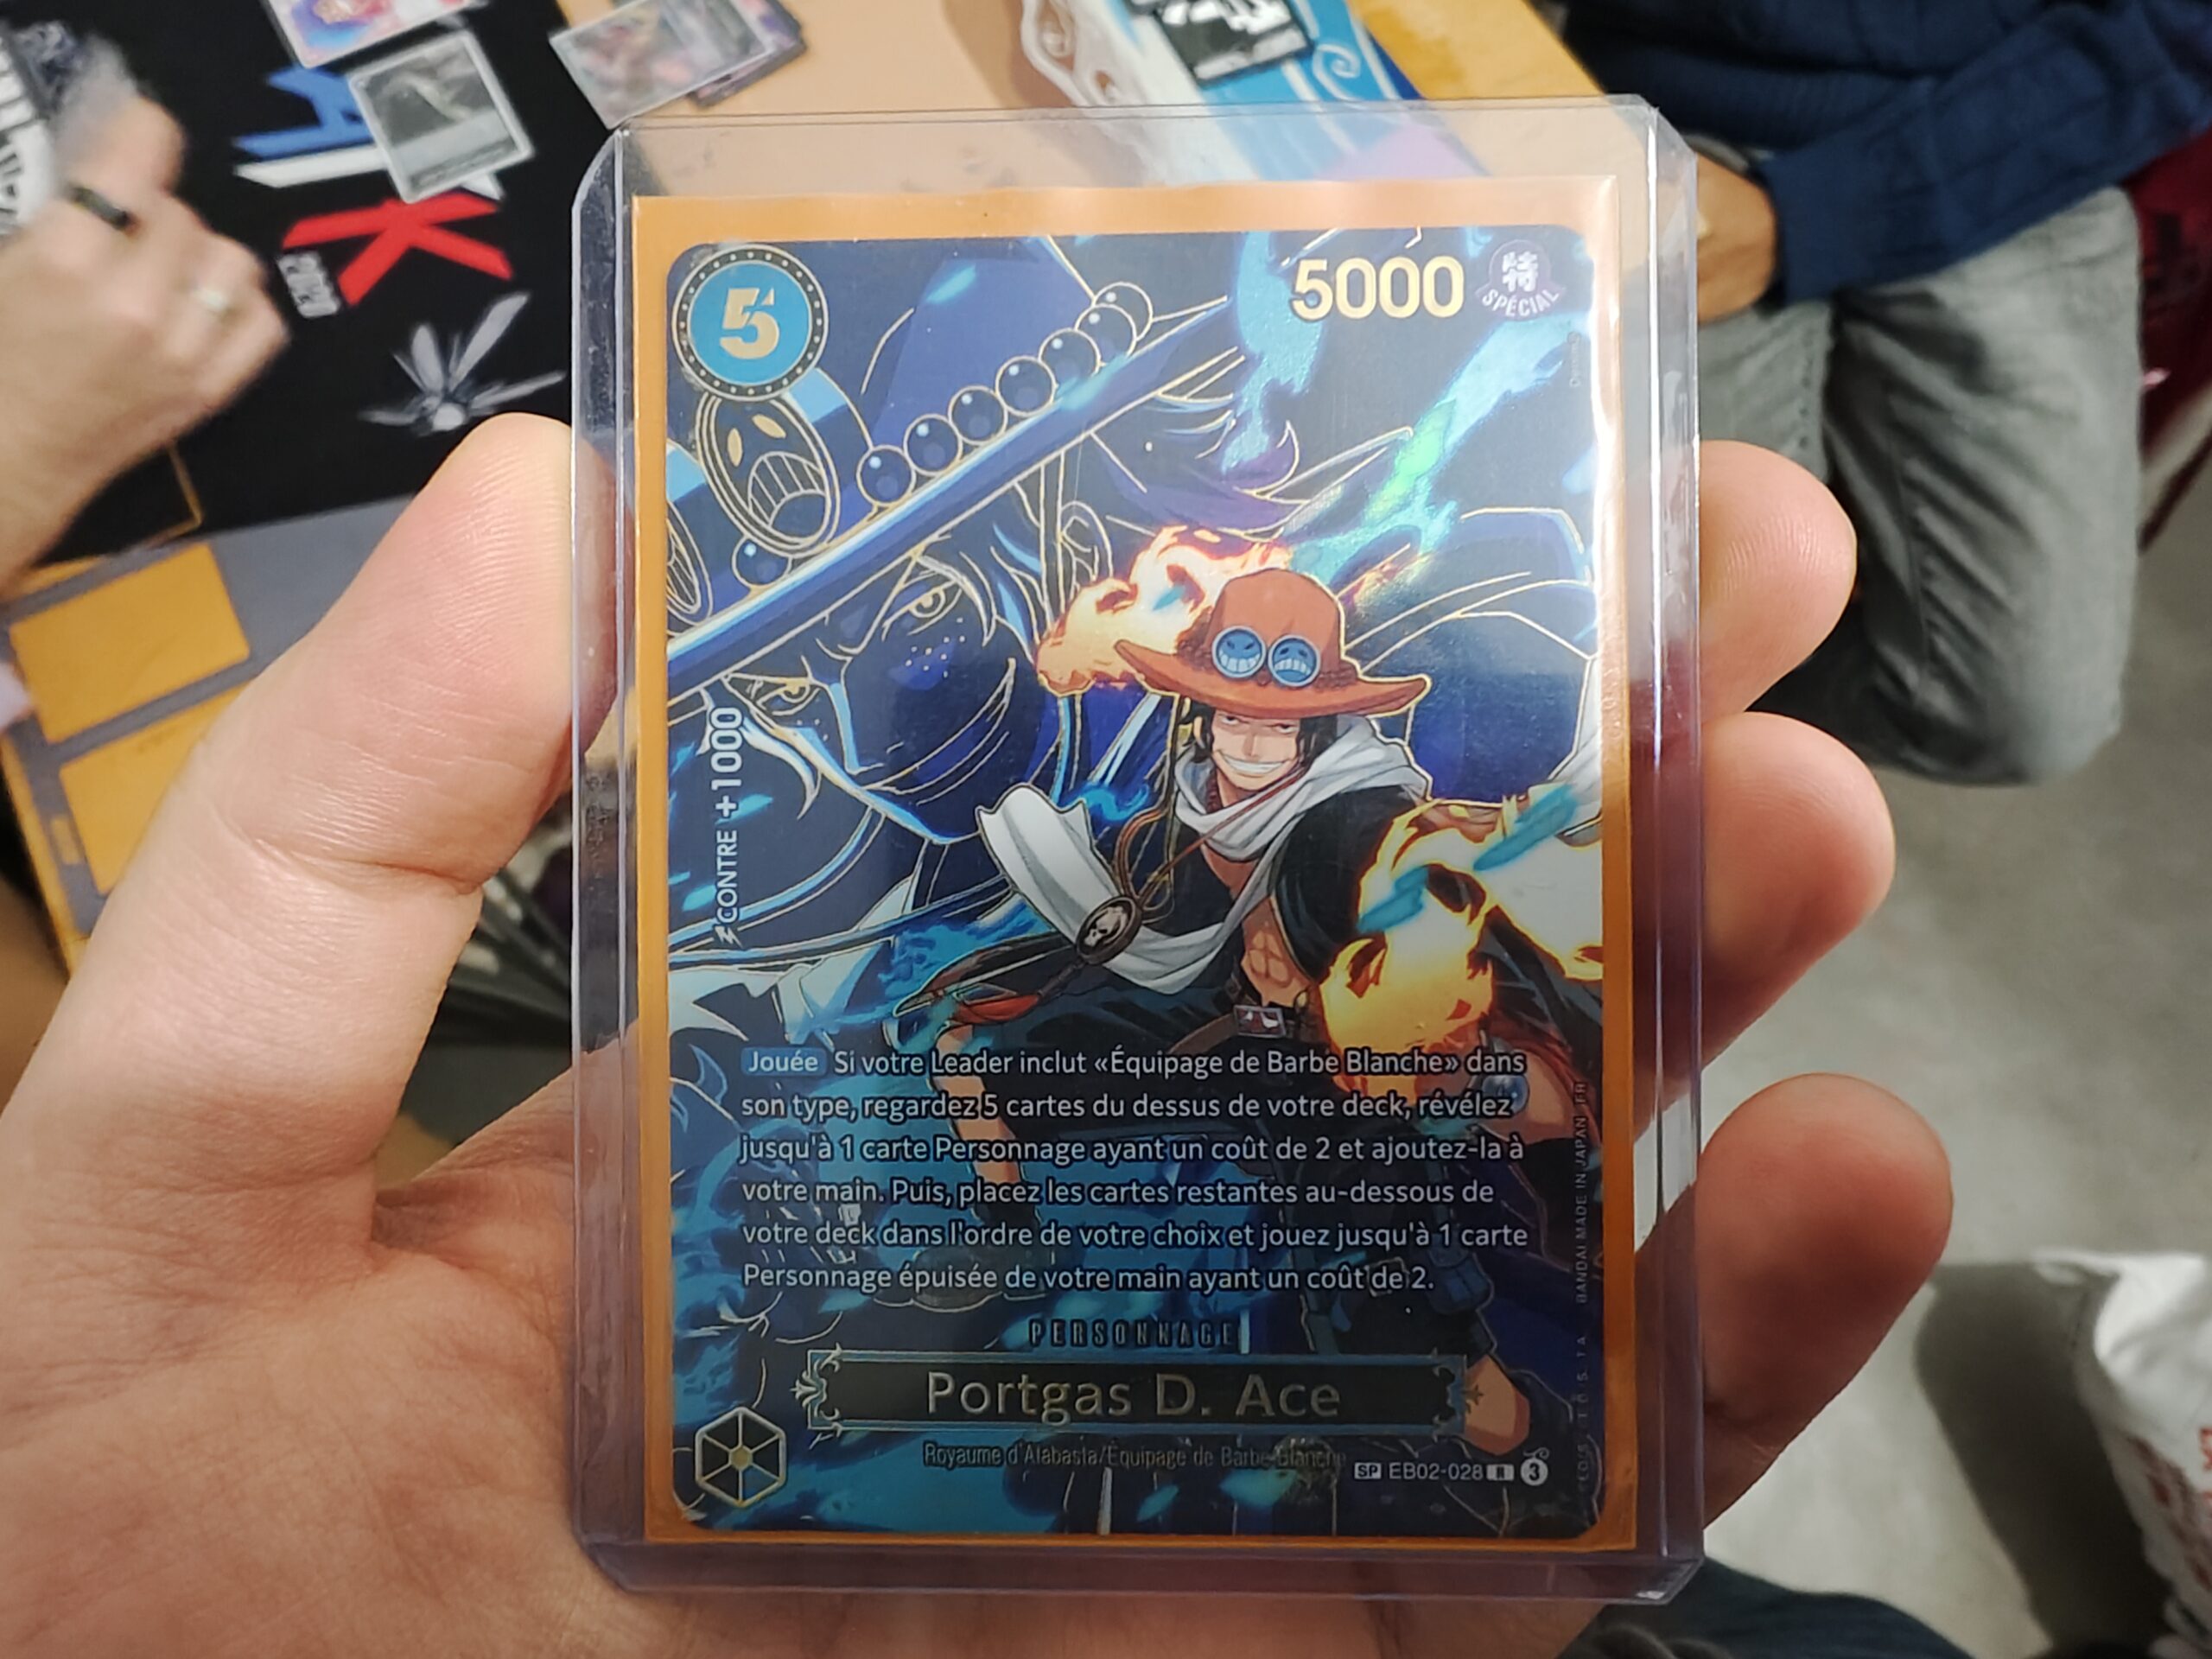 5
5000
特
SPÉCIAL
CONTRE +1000
Jouée Si votre Leader inclut «Équipage de Barbe Blanche» dans
son type, regardez 5 cartes du dessus de votre deck, révélez
jusqu'à 1 carte Personnage ayant un coût de 2 et ajoutez-la à
votre main. Puis, placez les cartes restantes au-dessous de
votre deck dans l'ordre de votre choix et jouez jusqu'à 1 carte
Personnage épuisée de votre main ayant un coût de 2.
PERSONNAGE
Portgas D. Ace
Royaume d'Alabasta/Équipage de Barbe Blanche
SP EB02-028 R 3
BANDAI MADE IN JAPAN FR
K